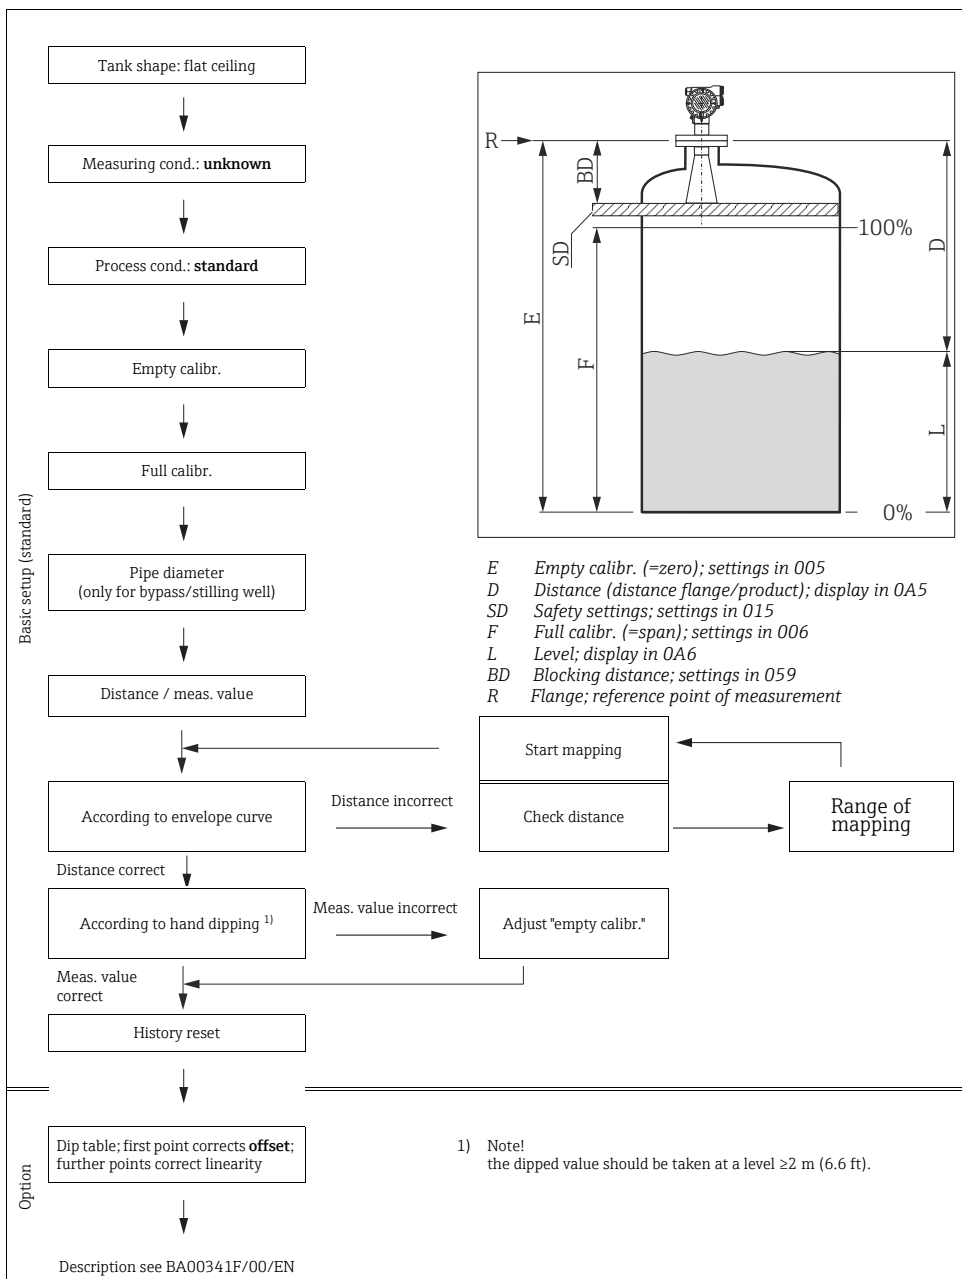 Basic setup (standard)
Tank shape: flat ceiling
Measuring cond.: unknown
Process cond.: standard
Empty calibr.
Full calibr.
Pipe diameter
(only for bypass/stilling well)
Distance / meas. value
R
BD
SD
E
F
100%
D
L
0%
E Empty calibr. (=zero); settings in 005
D Distance (distance flange/product); display in 0A5
SD Safety settings; settings in 015
F Full calibr. (=span); settings in 006
L Level; display in 0A6
BD Blocking distance; settings in 059
R Flange; reference point of measurement
Start mapping
According to envelope curve
Distance incorrect
Check distance
Range of
mapping
Distance correct
According to hand dipping 1)
Meas. value incorrect
Adjust "empty calibr."
Meas. value
correct
History reset
Option
Dip table; first point corrects offset;
further points correct linearity
1) Note!
the dipped value should be taken at a level ≥2 m (6.6 ft).
Description see BA00341F/00/EN